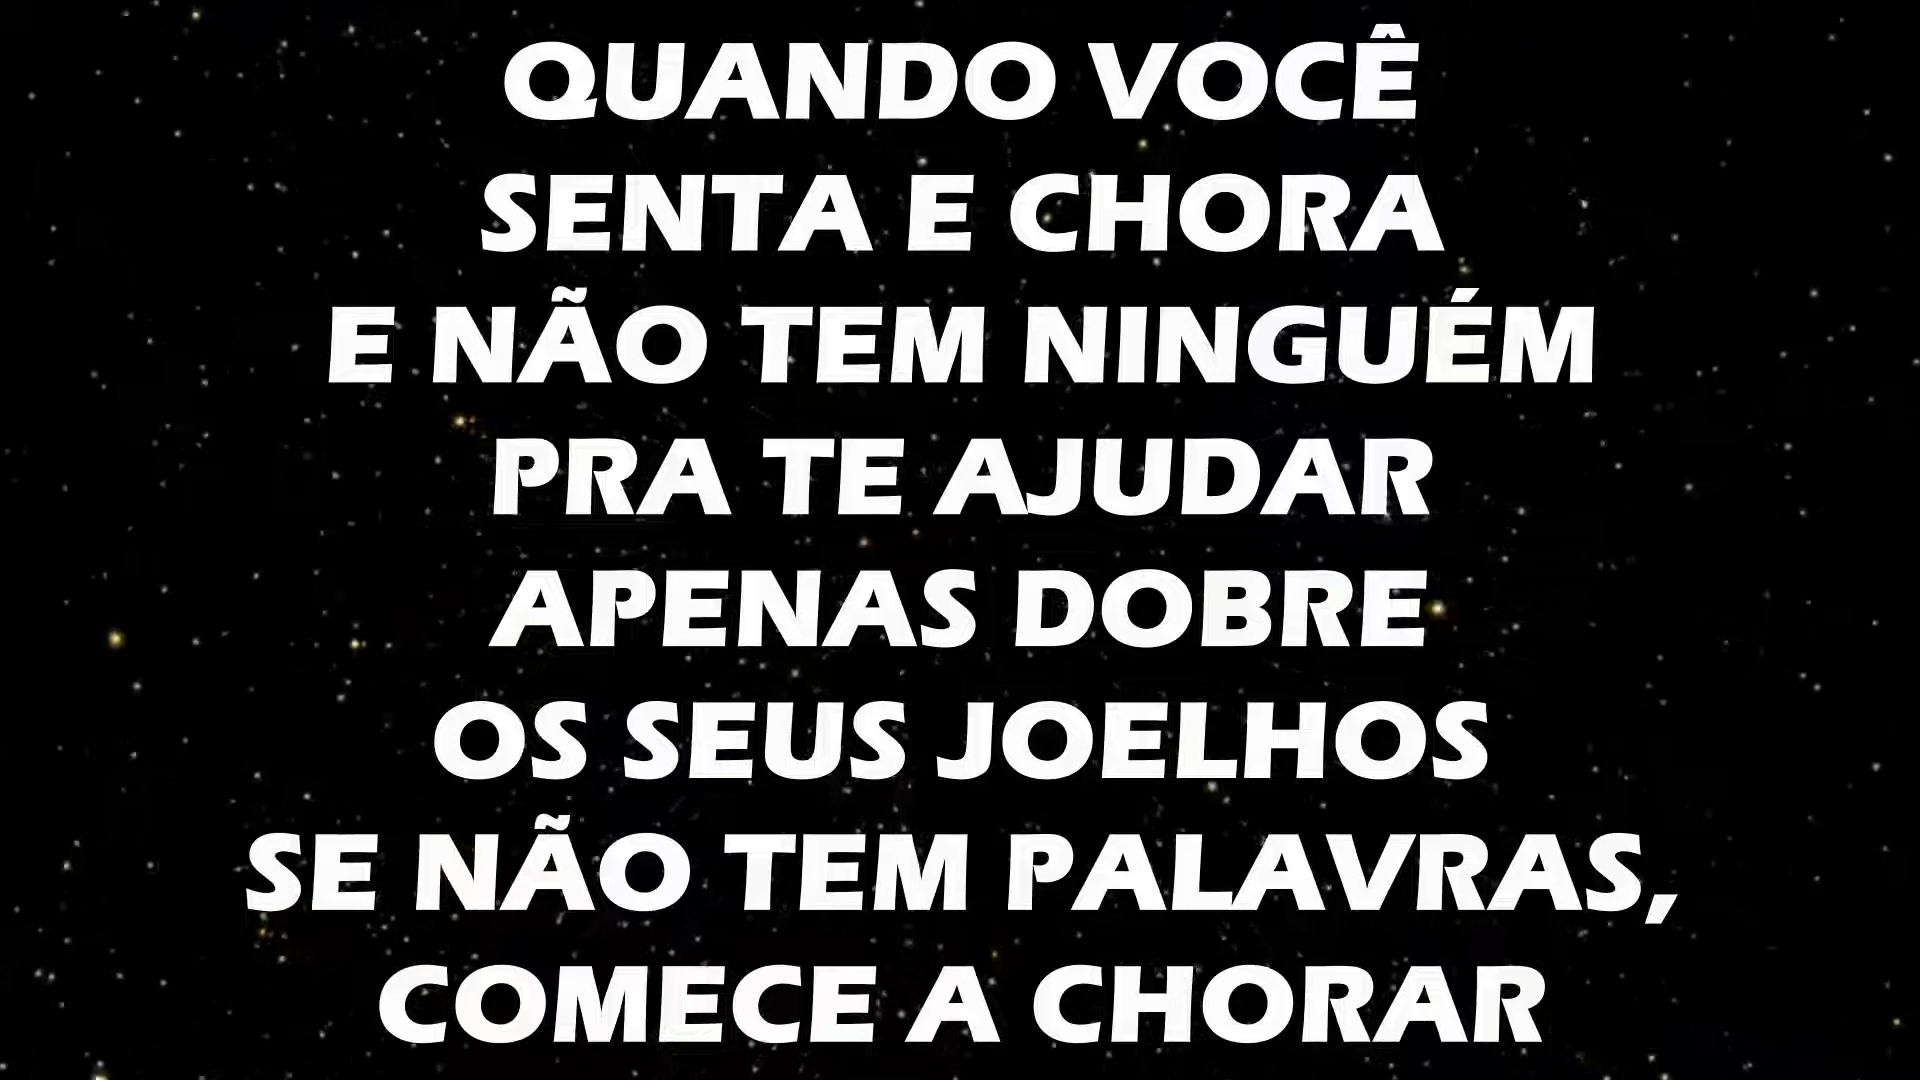 QUANDO VOCÊ
SENTA E CHORA
E NÃO TEM NINGUÉM
PRA TE AJUDAR
APENAS DOBRE
OS SEUS JOELHOS
SE NÃO TEM PALAVRAS,
COMECE A CHORAR